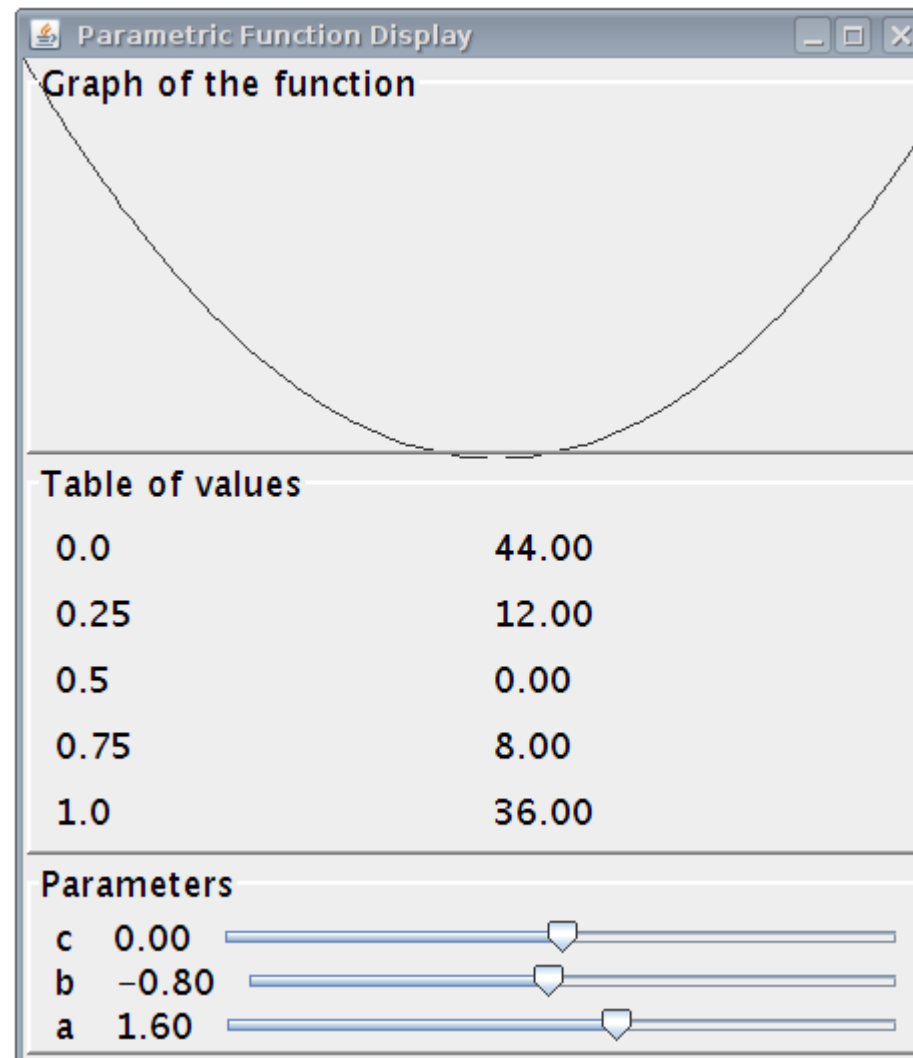 Parametric Function Display
Graph of the function
Table of values
0.0 44.00
0.25 12.00
0.5 0.00
0.75 8.00
1.0 36.00
Parameters
c 0.00
b −0.80
a 1.60